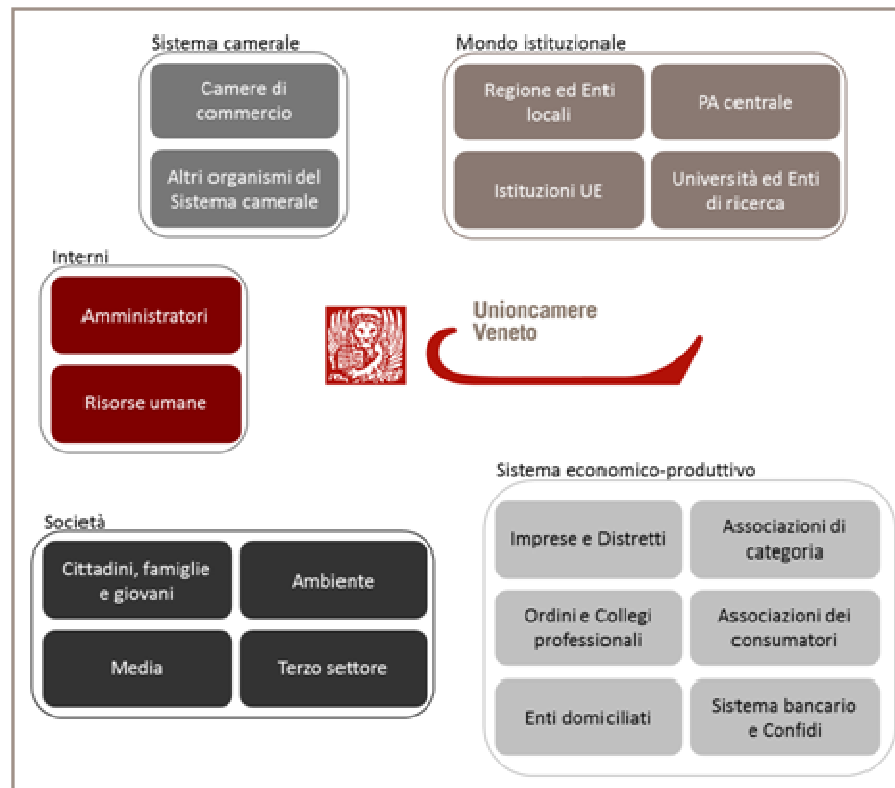 Sistema camerale
Camere di
commercio
Altri organismi del
Sistema camerale
Mondo istituzionale
Regione ed Enti
locali
PA centrale
Istituzioni UE
Università ed Enti
di ricerca
Interni
Amministratori
Risorse umane
Unioncamere
Veneto
Società
Cittadini, famiglie
e giovani
Ambiente
Media
Terzo settore
Sistema economico-produttivo
Imprese e Distretti
Associazioni di
categoria
Ordini e Collegi
professionali
Associazioni dei
consumatori
Enti domiciliati
Sistema bancario
e Confidi